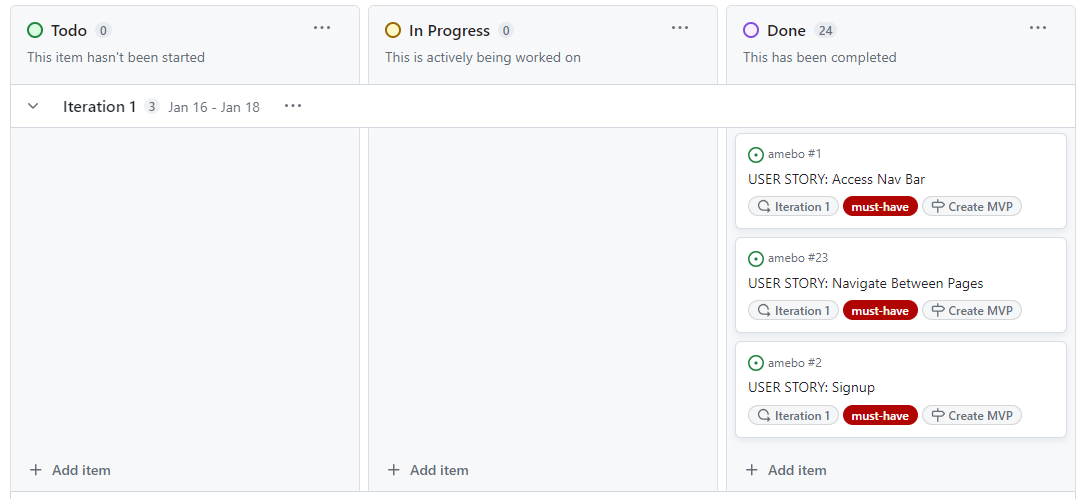 Todo 0
This item hasn't been started
In Progress 0
This is actively being worked on
Done 24
This has been completed
Iteration 1 3 Jan 16 - Jan 18
amebo #1
USER STORY: Access Nav Bar
Iteration 1 must-have Create MVP
amebo #23
USER STORY: Navigate Between Pages
Iteration 1 must-have Create MVP
amebo #2
USER STORY: Signup
Iteration 1 must-have Create MVP
+ Add item
+ Add item
+ Add item